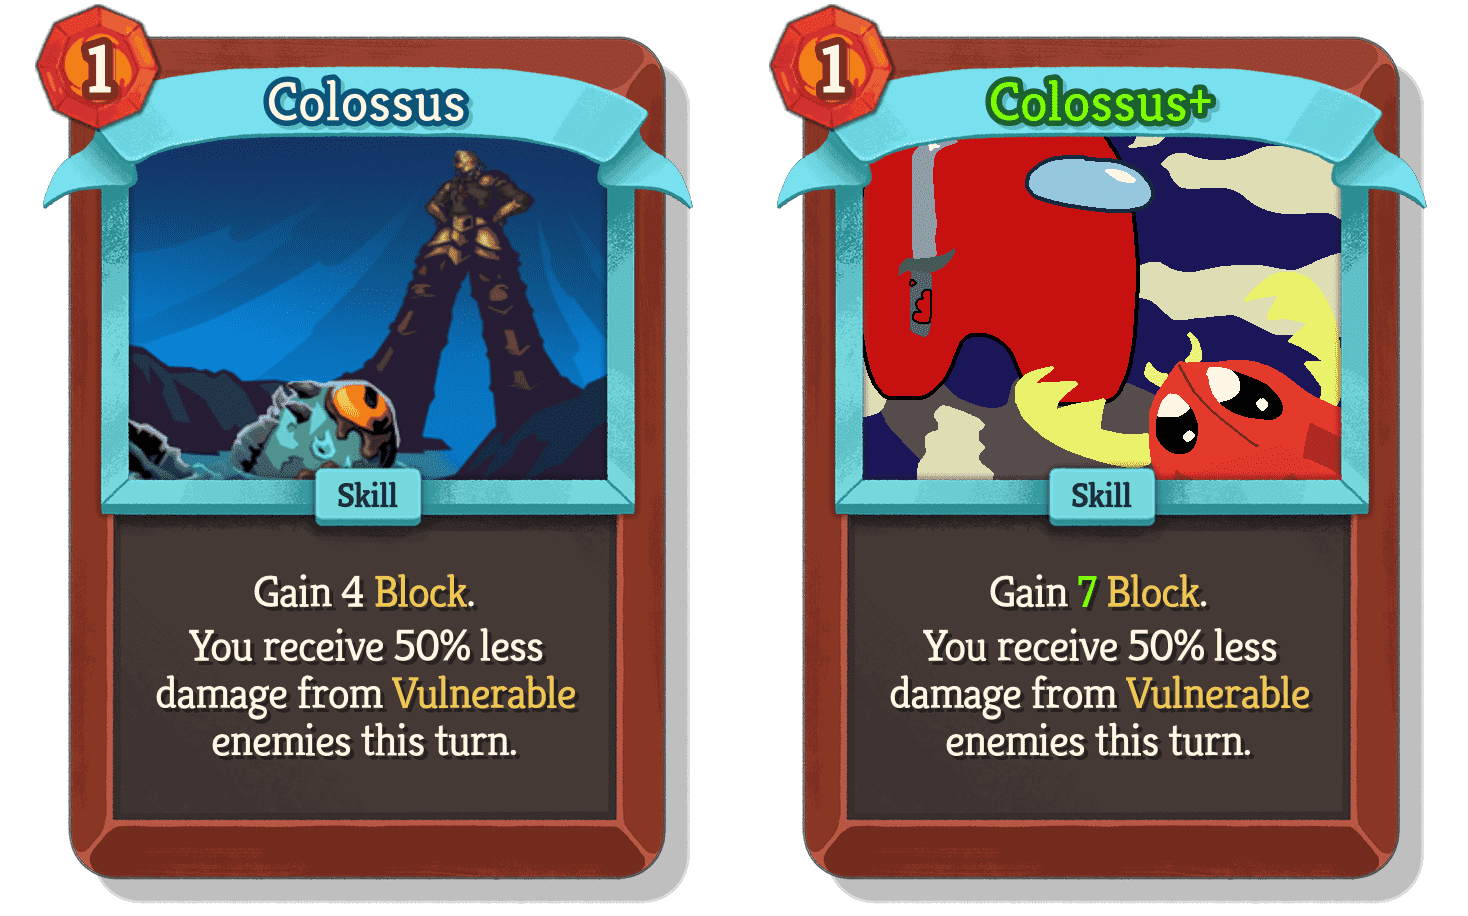 1
Colossus
Skill
Gain 4 Block.
You receive 50% less
damage from Vulnerable
enemies this turn.
1
Colossus+
Skill
Gain 7 Block.
You receive 50% less
damage from Vulnerable
enemies this turn.